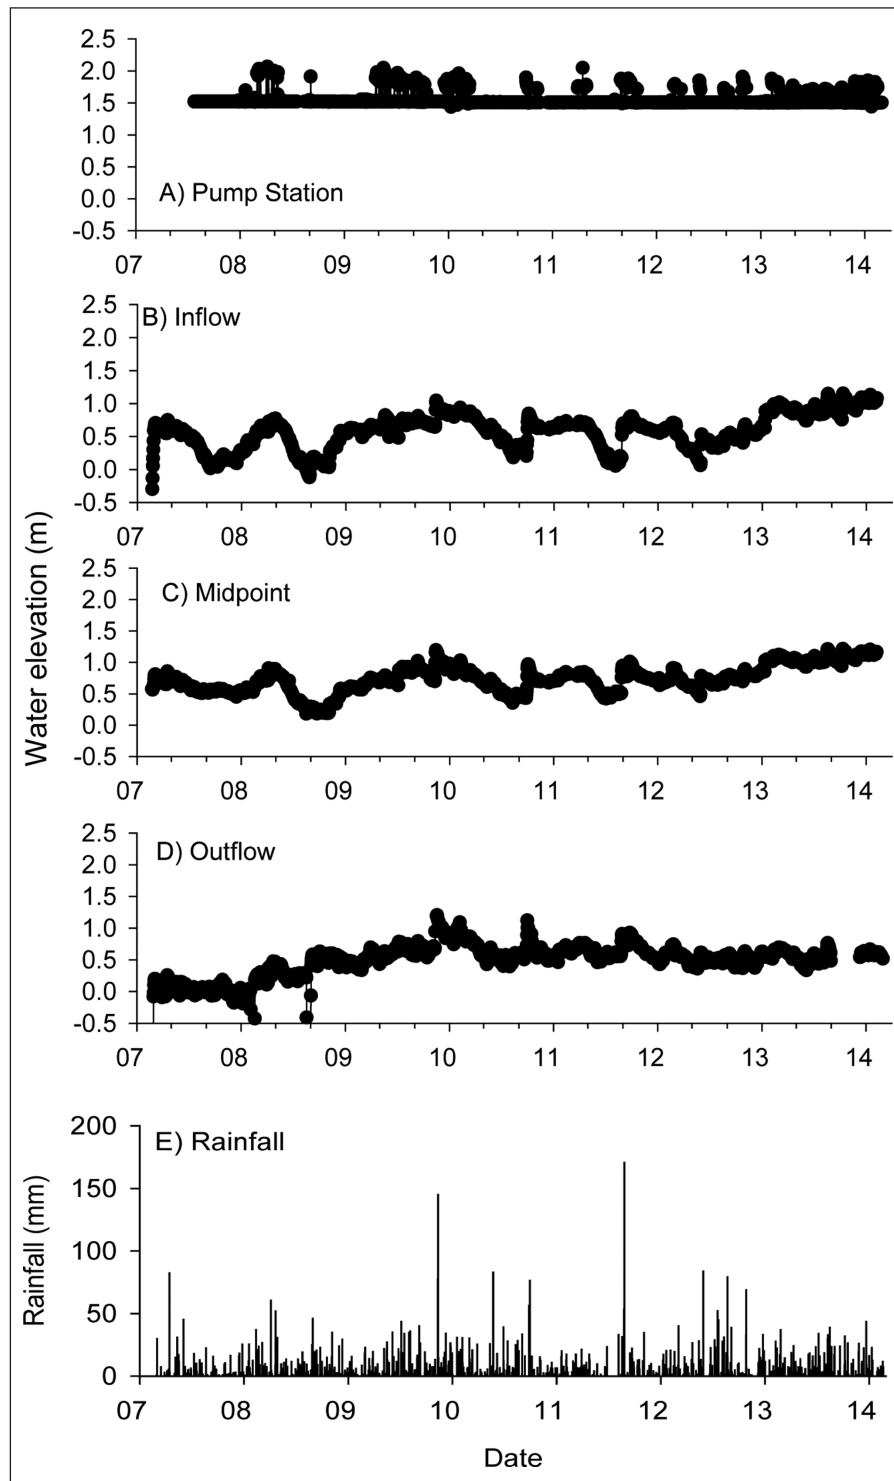 2.5
2.0
1.5
1.0
0.5
0.0
-0.5
A) Pump Station
07 08 09 10 11 12 13 14
2.5
B) Inflow
2.0
1.5
1.0
0.5
0.0
-0.5
07 08 09 10 11 12 13 14
Water elevation (m)
2.5
C) Midpoint
2.0
1.5
1.0
0.5
0.0
-0.5
07 08 09 10 11 12 13 14
2.5
D) Outflow
2.0
1.5
1.0
0.5
0.0
-0.5
07 08 09 10 11 12 13 14
200
E) Rainfall
150
100
50
0
Rainfall (mm)
07 08 09 10 11 12 13 14
Date